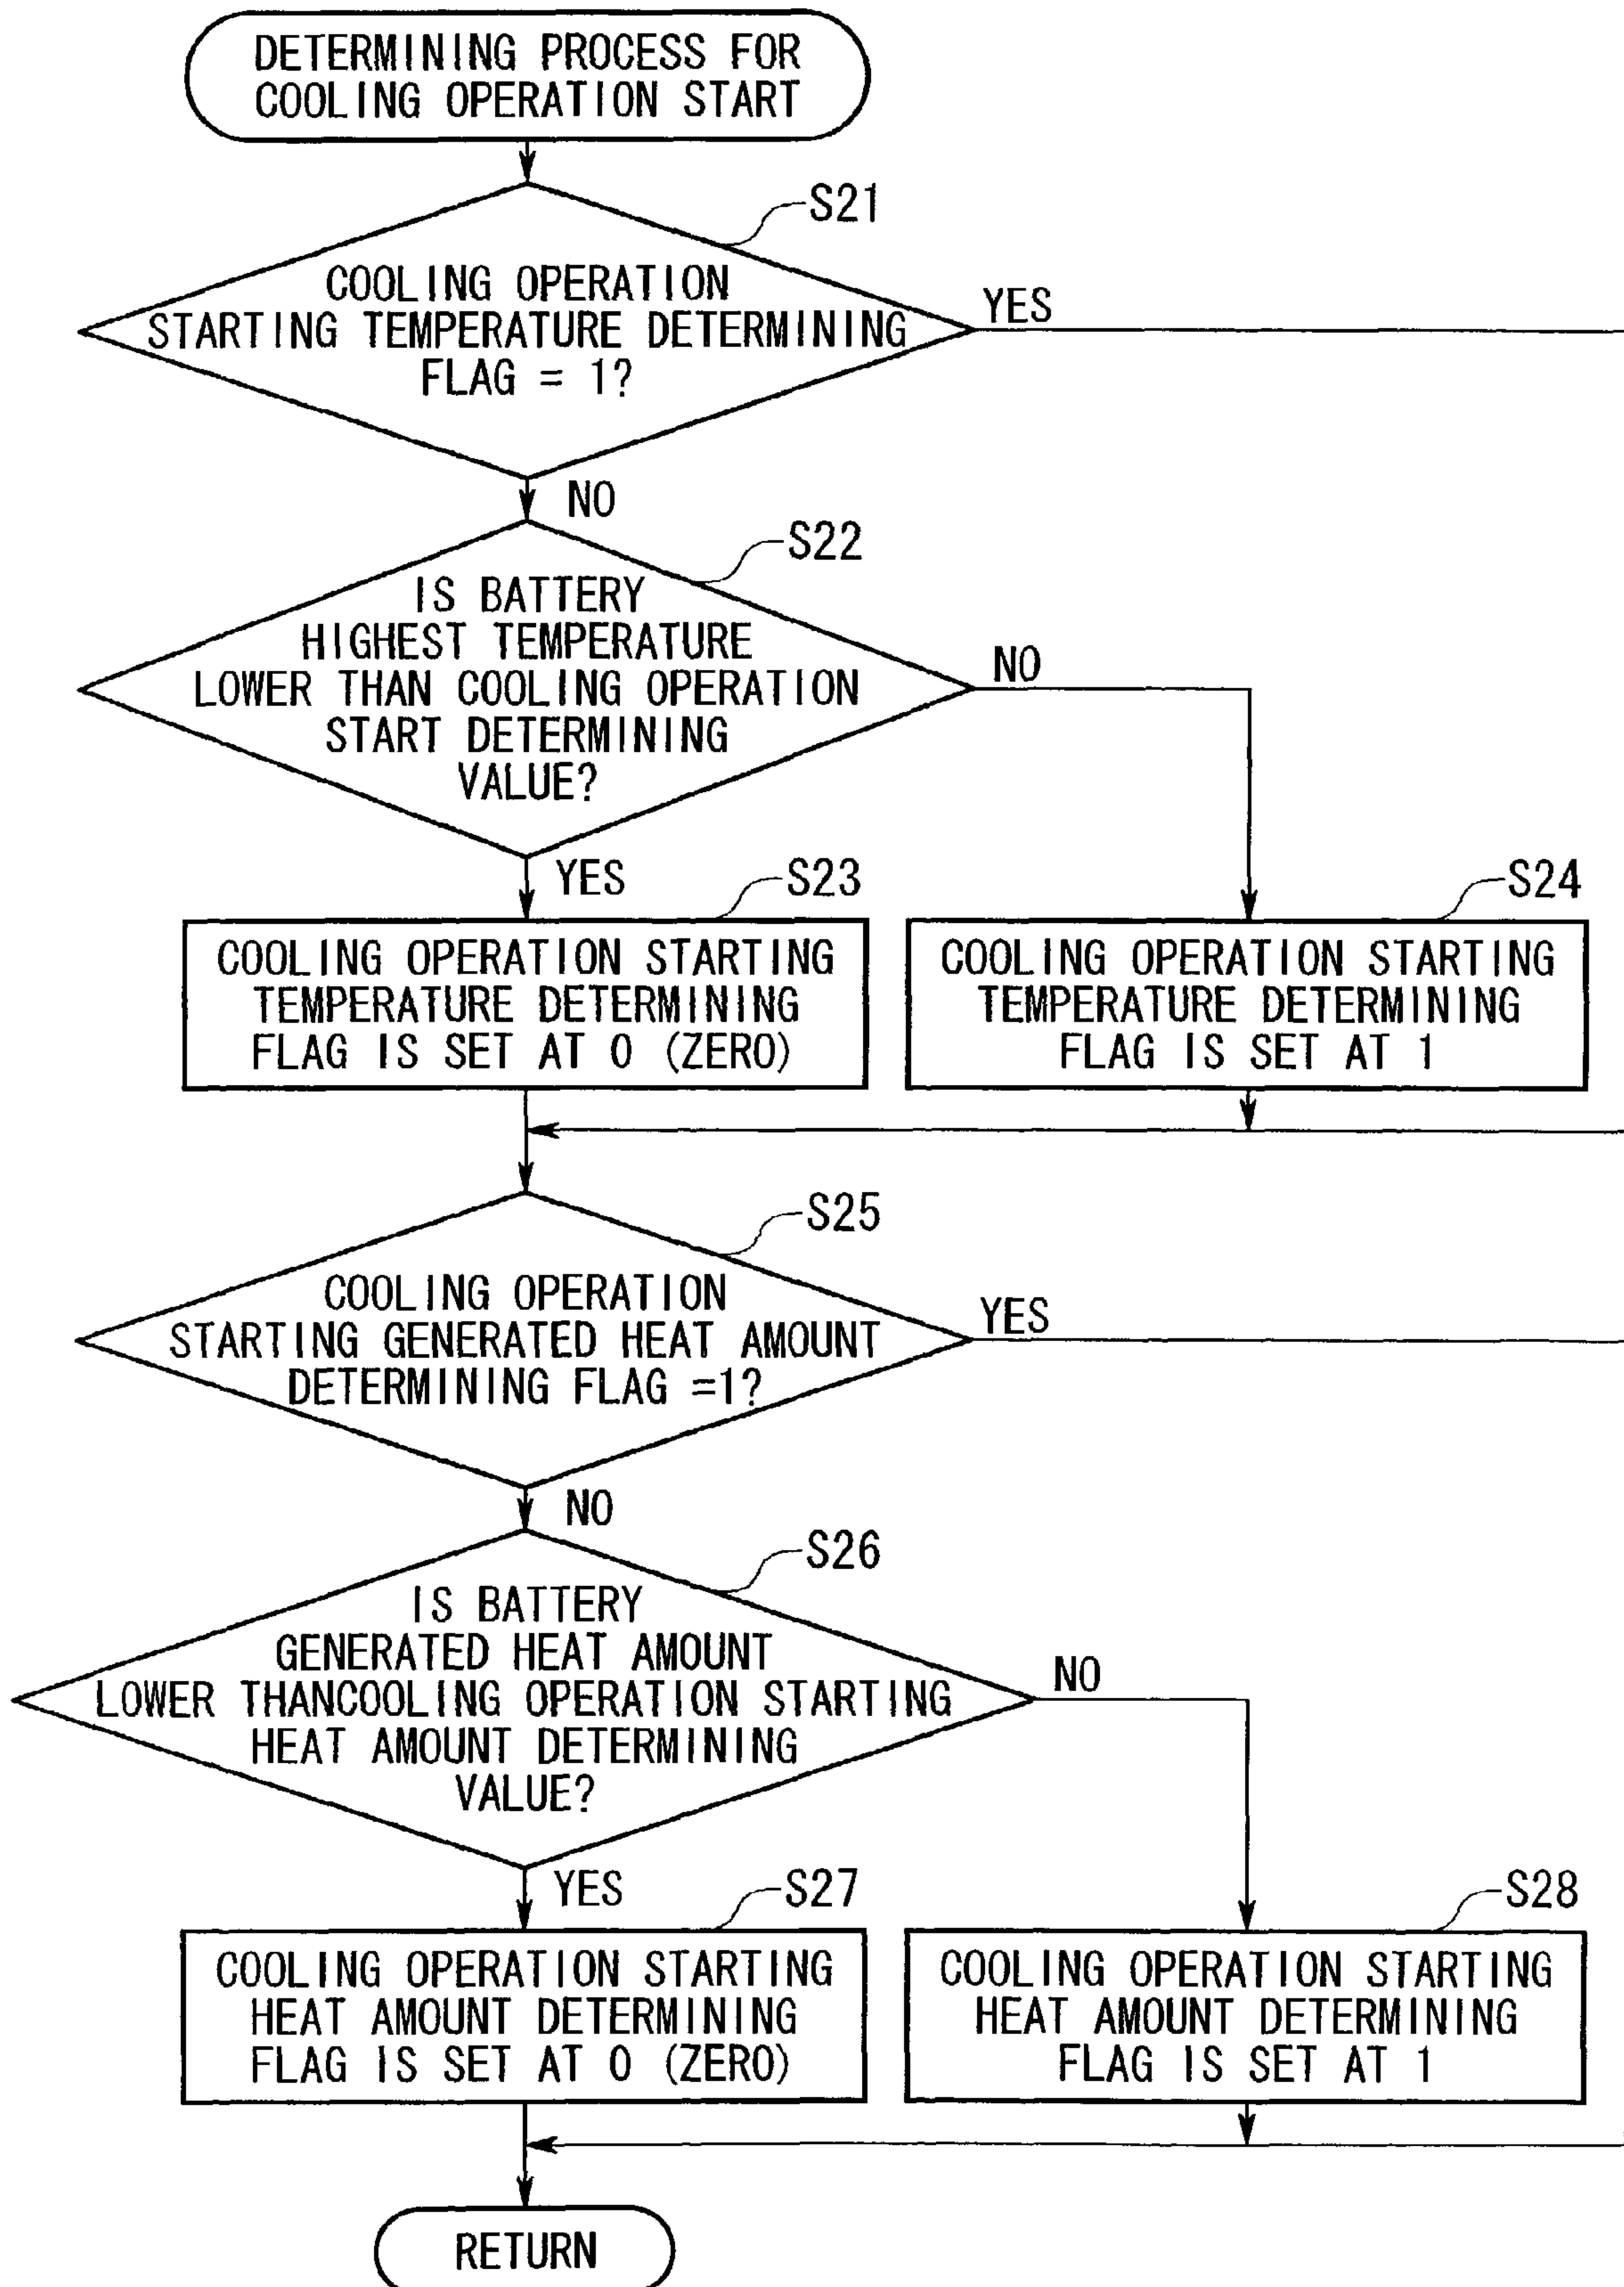 DETERMINING PROCESS FOR
COOLING OPERATION START
S21
COOLING OPERATION
STARTING TEMPERATURE DETERMINING
FLAG = 1?
YES
NO
S22
IS BATTERY
HIGHEST TEMPERATURE
LOWER THAN COOLING OPERATION
START DETERMINING
VALUE?
NO
YES
S23
COOLING OPERATION STARTING
TEMPERATURE DETERMINING
FLAG IS SET AT 0 (ZERO)
S24
COOLING OPERATION STARTING
TEMPERATURE DETERMINING
FLAG IS SET AT 1
S25
COOLING OPERATION
STARTING GENERATED HEAT AMOUNT
DETERMINING FLAG =1?
YES
NO
S26
IS BATTERY
GENERATED HEAT AMOUNT
LOWER THANCOOLING OPERATION STARTING
HEAT AMOUNT DETERMINING
VALUE?
NO
YES
S27
COOLING OPERATION STARTING
HEAT AMOUNT DETERMINING
FLAG IS SET AT 0 (ZERO)
S28
COOLING OPERATION STARTING
HEAT AMOUNT DETERMINING
FLAG IS SET AT 1
RETURN